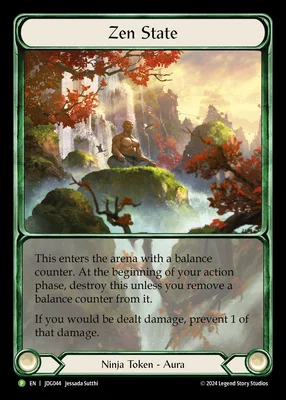 Zen State
This enters the arena with a balance
counter. At the beginning of your action
phase, destroy this unless you remove a
balance counter from it.
If you would be dealt damage, prevent 1 of
that damage.
Ninja Token - Aura
P EN | JDG044 Jessada Sutthi © 2024 Legend Story Studios